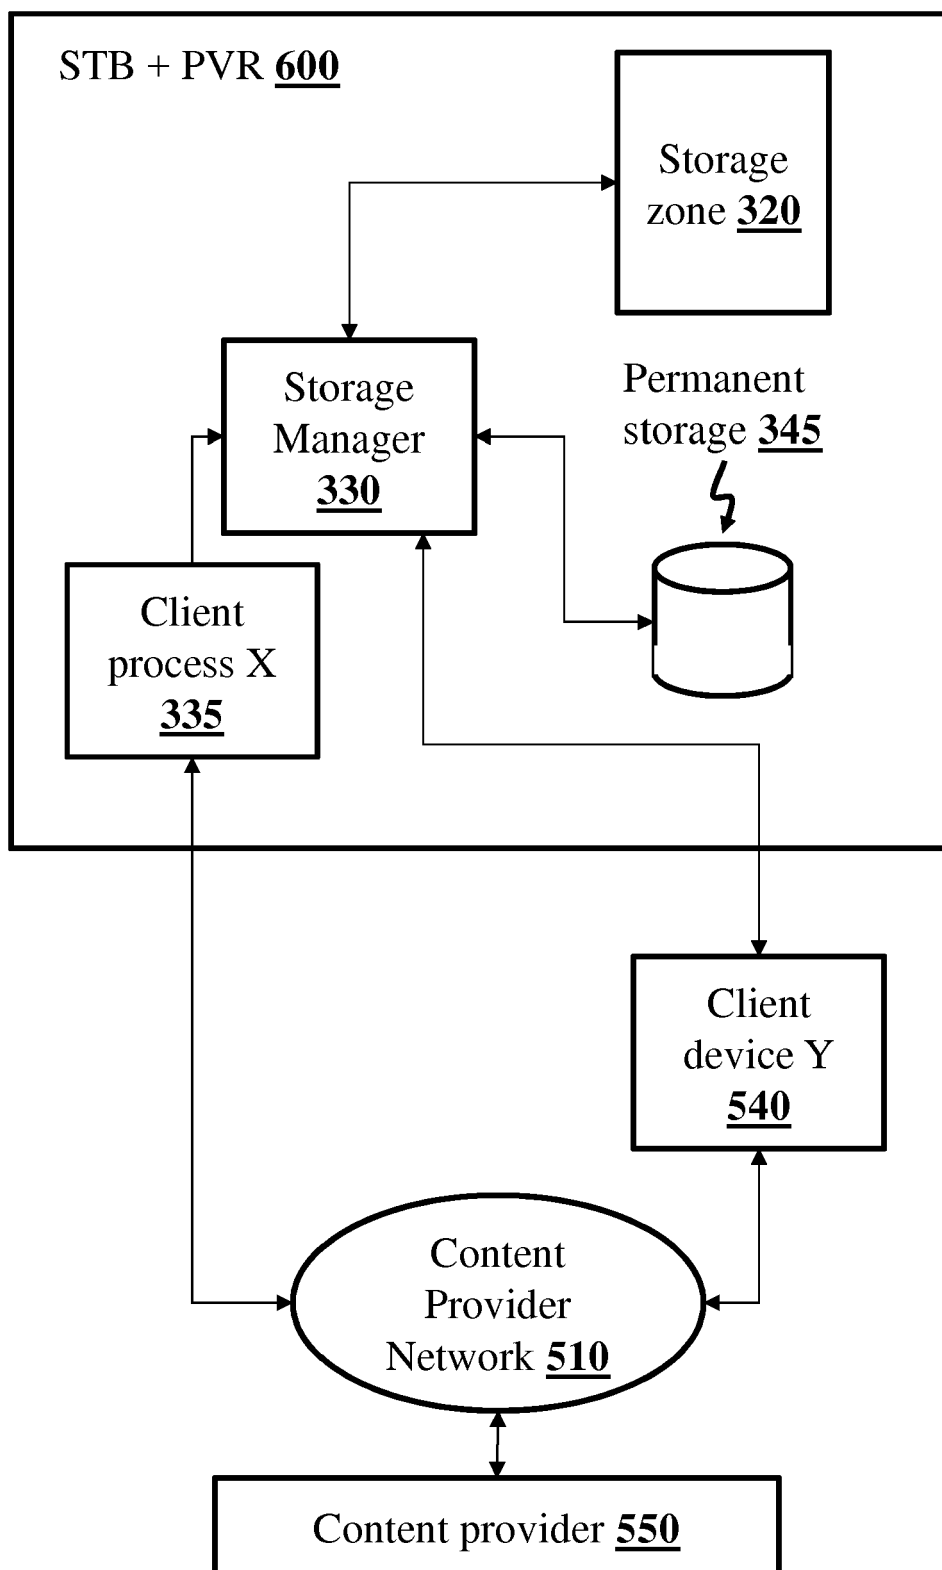 STB + PVR 600
Storage
zone 320
Storage
Manager
330
Permanent
storage 345
Client
process X
335
Client
device Y
540
Content
Provider
Network 510
Content provider 550